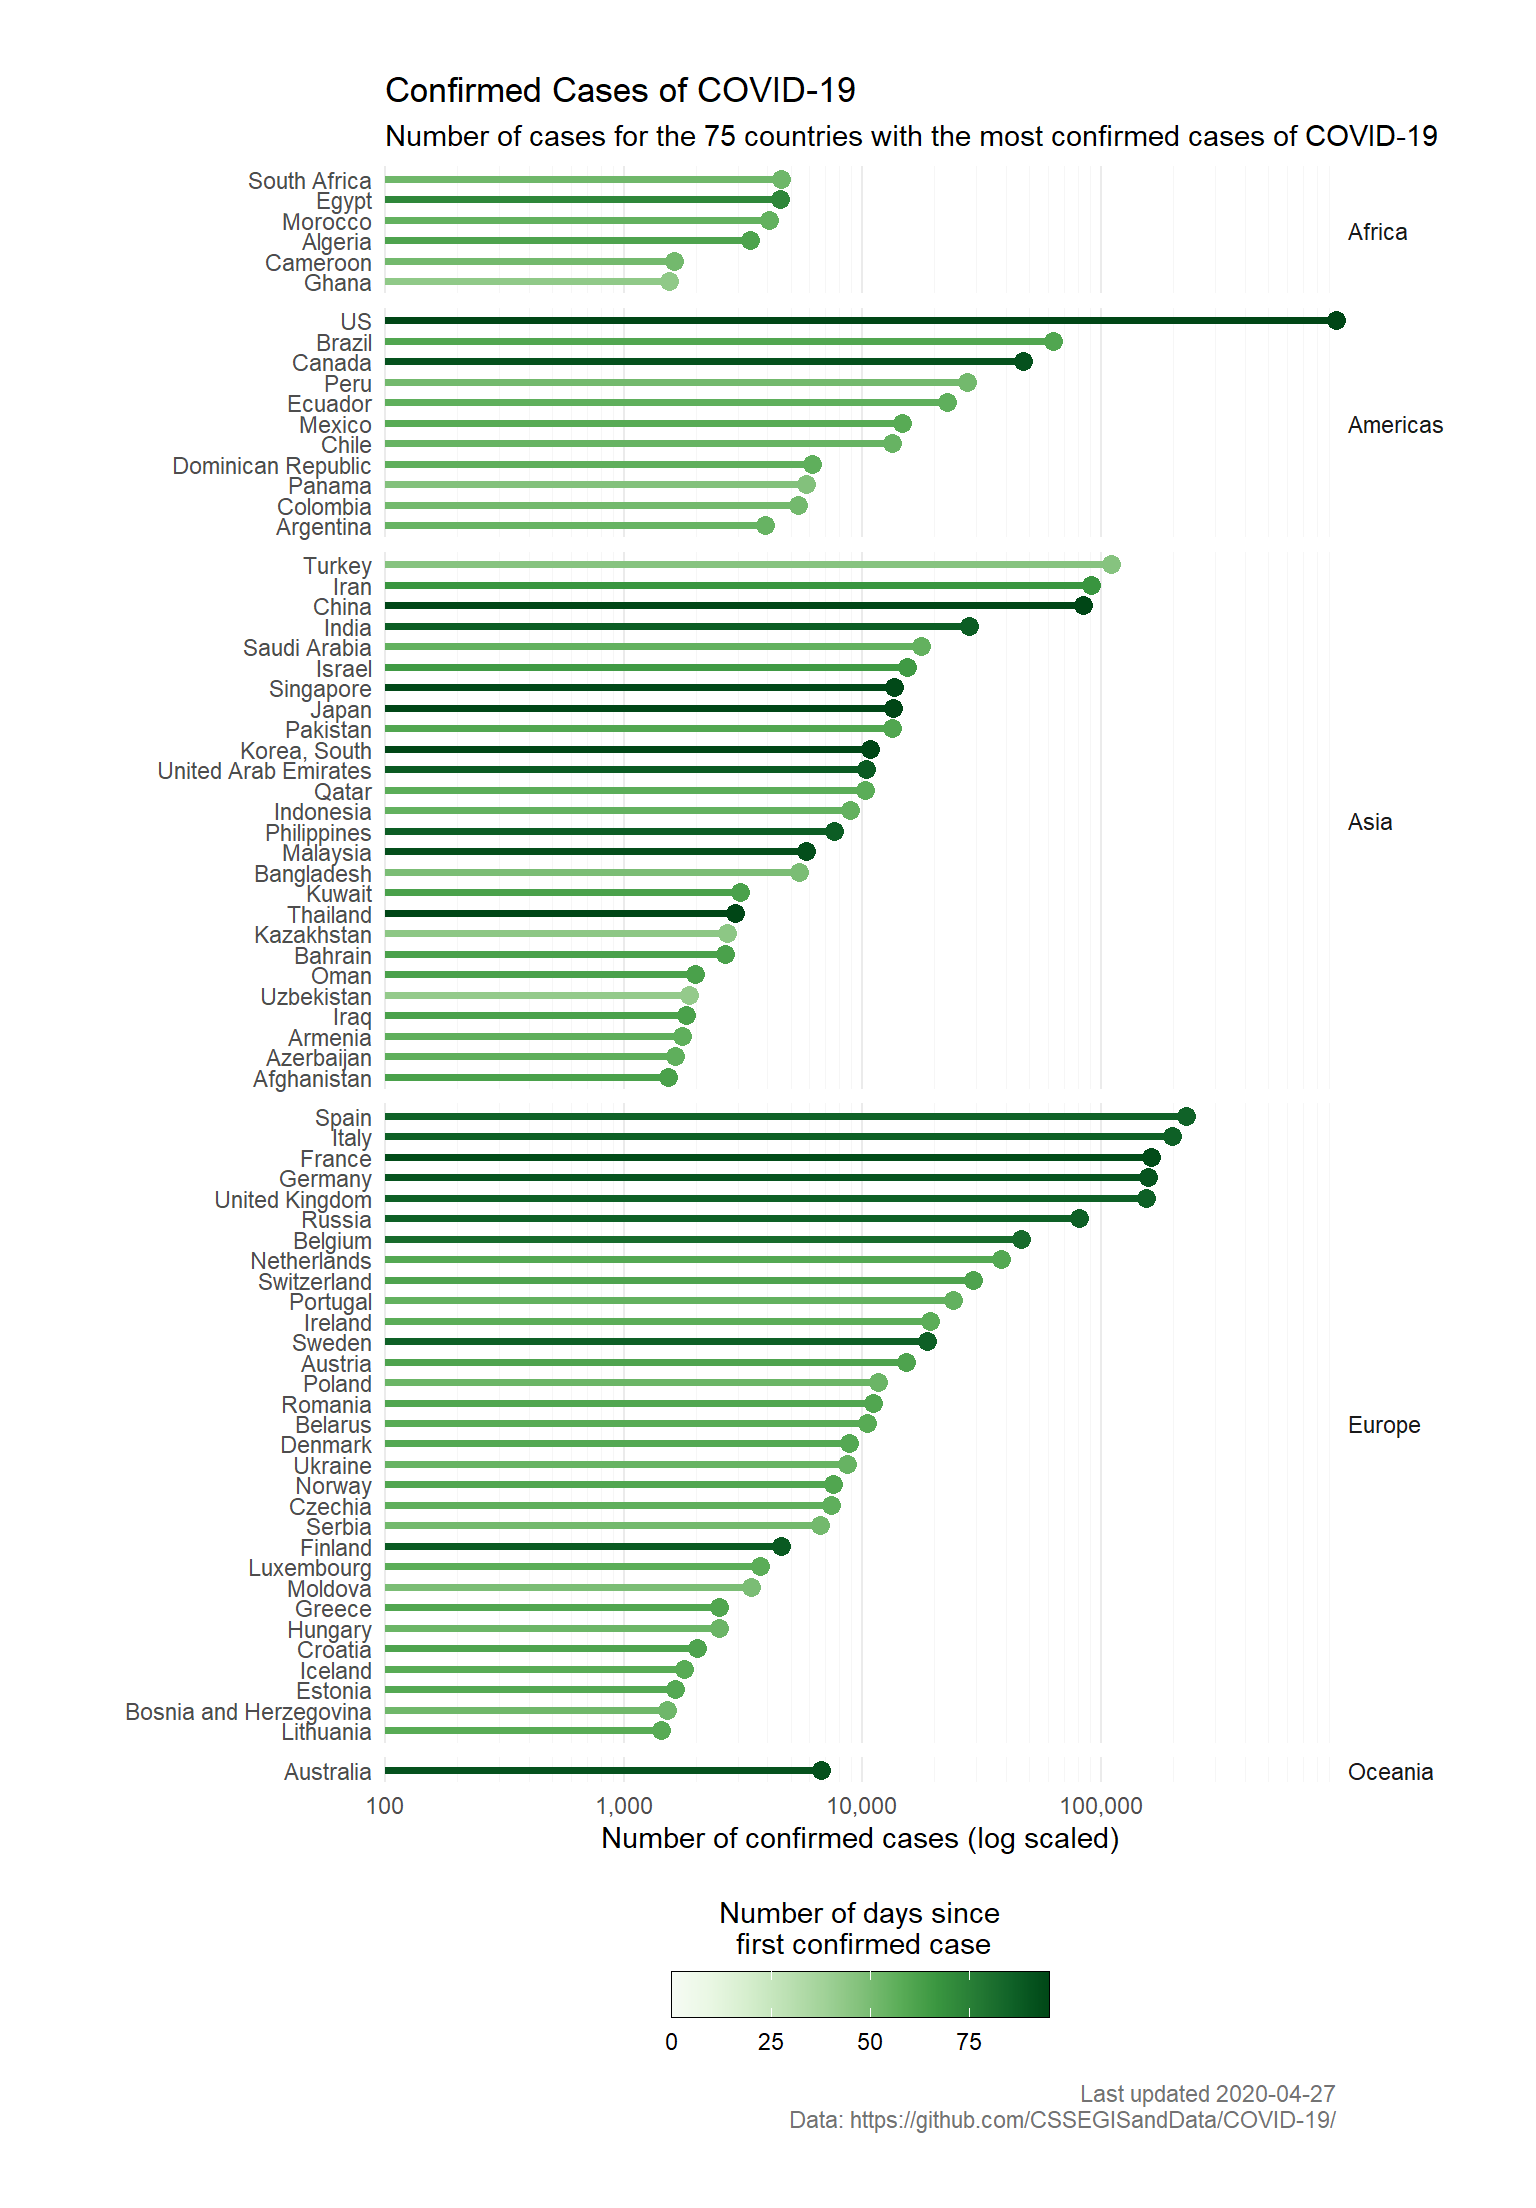 Confirmed Cases of COVID-19
Number of cases for the 75 countries with the most confirmed cases of COVID-19
South Africa
Egypt
Morocco
Algeria
Cameroon
Ghana
Africa
US
Brazil
Canada
Peru
Ecuador
Mexico
Chile
Dominican Republic
Panama
Colombia
Argentina
Americas
Turkey
Iran
China
India
Saudi Arabia
Israel
Singapore
Japan
Pakistan
Korea, South
United Arab Emirates
Qatar
Indonesia
Philippines
Malaysia
Bangladesh
Kuwait
Thailand
Kazakhstan
Bahrain
Oman
Uzbekistan
Iraq
Armenia
Azerbaijan
Afghanistan
Asia
Spain
Italy
France
Germany
United Kingdom
Russia
Belgium
Netherlands
Switzerland
Portugal
Ireland
Sweden
Austria
Poland
Romania
Belarus
Denmark
Ukraine
Norway
Czechia
Serbia
Finland
Luxembourg
Moldova
Greece
Hungary
Croatia
Iceland
Estonia
Bosnia and Herzegovina
Lithuania
Europe
Australia
Oceania
100 1,000 10,000 100,000
Number of confirmed cases (log scaled)
Number of days since
first confirmed case
0 25 50 75
Last updated 2020-04-27
Data: https://github.com/CSSEGISandData/COVID-19/